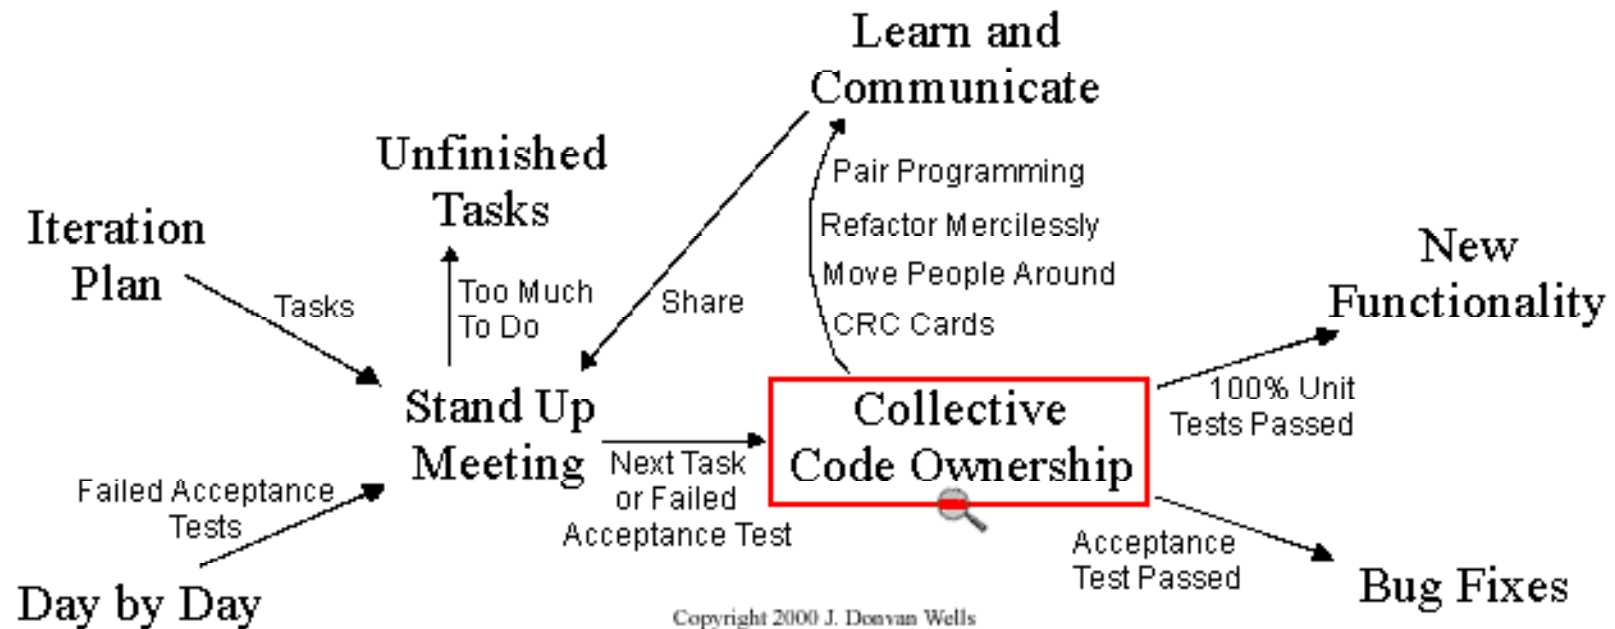 Learn and
Communicate
Unfinished
Tasks
Pair Programming
Iteration
Plan
Refactor Mercilessly
New
Functionality
Tasks
Too Much
To Do
Share
Move People Around
CRC Cards
Stand Up
Meeting
Collective
Code Ownership
100% Unit
Tests Passed
Failed Acceptance
Tests
Next Task
or Failed
Acceptance Test
Acceptance
Test Passed
Day by Day
Bug Fixes
Copyright 2000 J. Donvan Wells